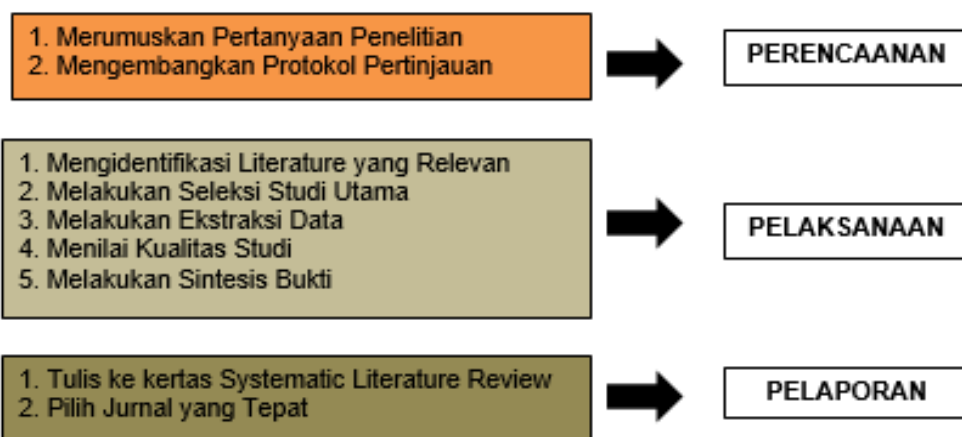 1. Merumuskan Pertanyaan Penelitian
2. Mengembangkan Protokol Pertinjauan
PERENCAANAN
1. Mengidentifikasi Literature yang Relevan
2. Melakukan Seleksi Studi Utama
3. Melakukan Ekstraksi Data
4. Menilai Kualitas Studi
5. Melakukan Sintesis Bukti
PELAKSANAAN
1. Tulis ke kertas Systematic Literature Review
2. Pilih Jurnal yang Tepat
PELAPORAN